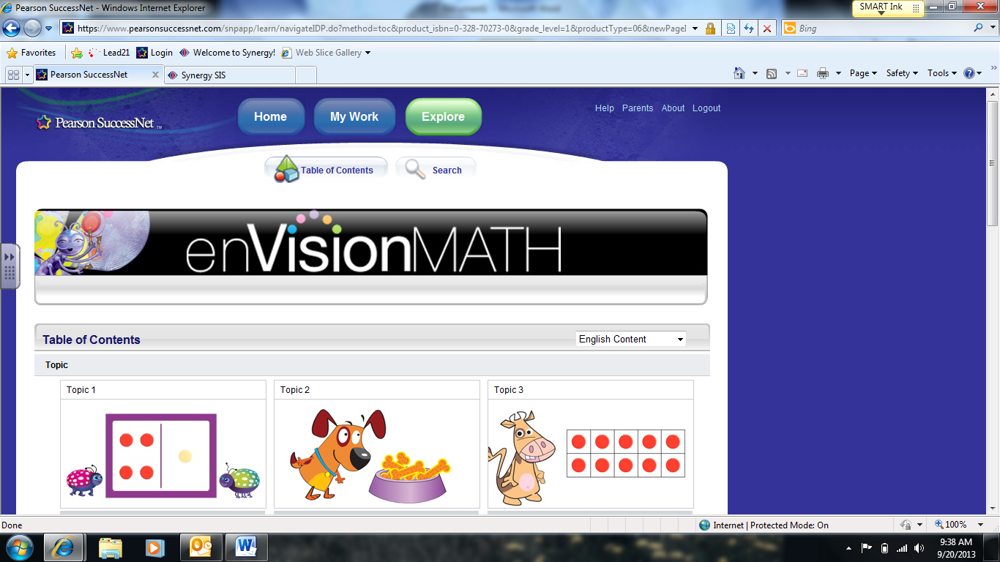 Pearson SuccessNet - Windows Internet Explorer
SMART Ink
https://www.pearsonsuccessnet.com/snpapp/learn/navigateIDP.do?method=toc&product_isbn=0-328-70273-0&grade_level=1&productType=06&newPageI
Bing
Favorites Lead21 Login Welcome to Synergy! Web Slice Gallery
Pearson SuccessNet Synergy SIS Page Safety Tools
Pearson SuccessNet TM Home My Work Explore Help Parents About Logout
Table of Contents Search
enVisionMATH
Table of Contents English Content
Topic
Topic 1 Topic 2 Topic 3
Done Internet | Protected Mode: On 100%
9:38 AM
9/20/2013